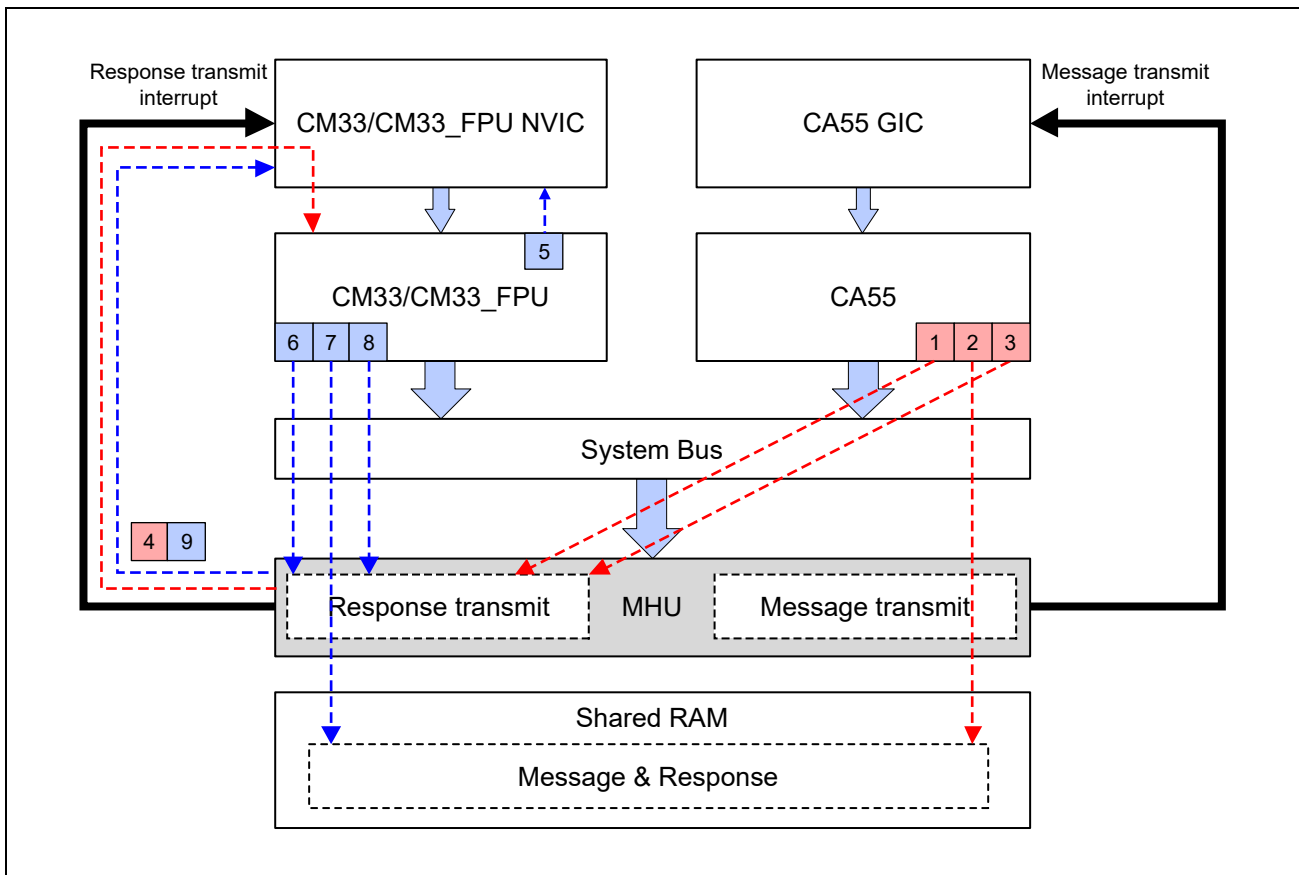 Response transmit
interrupt
Message transmit
interrupt
CM33/CM33_FPU NVIC
CA55 GIC
5
CM33/CM33_FPU
CA55
6 7 8
1 2 3
System Bus
4 9
Response transmit
MHU
Message transmit
Shared RAM
Message & Response